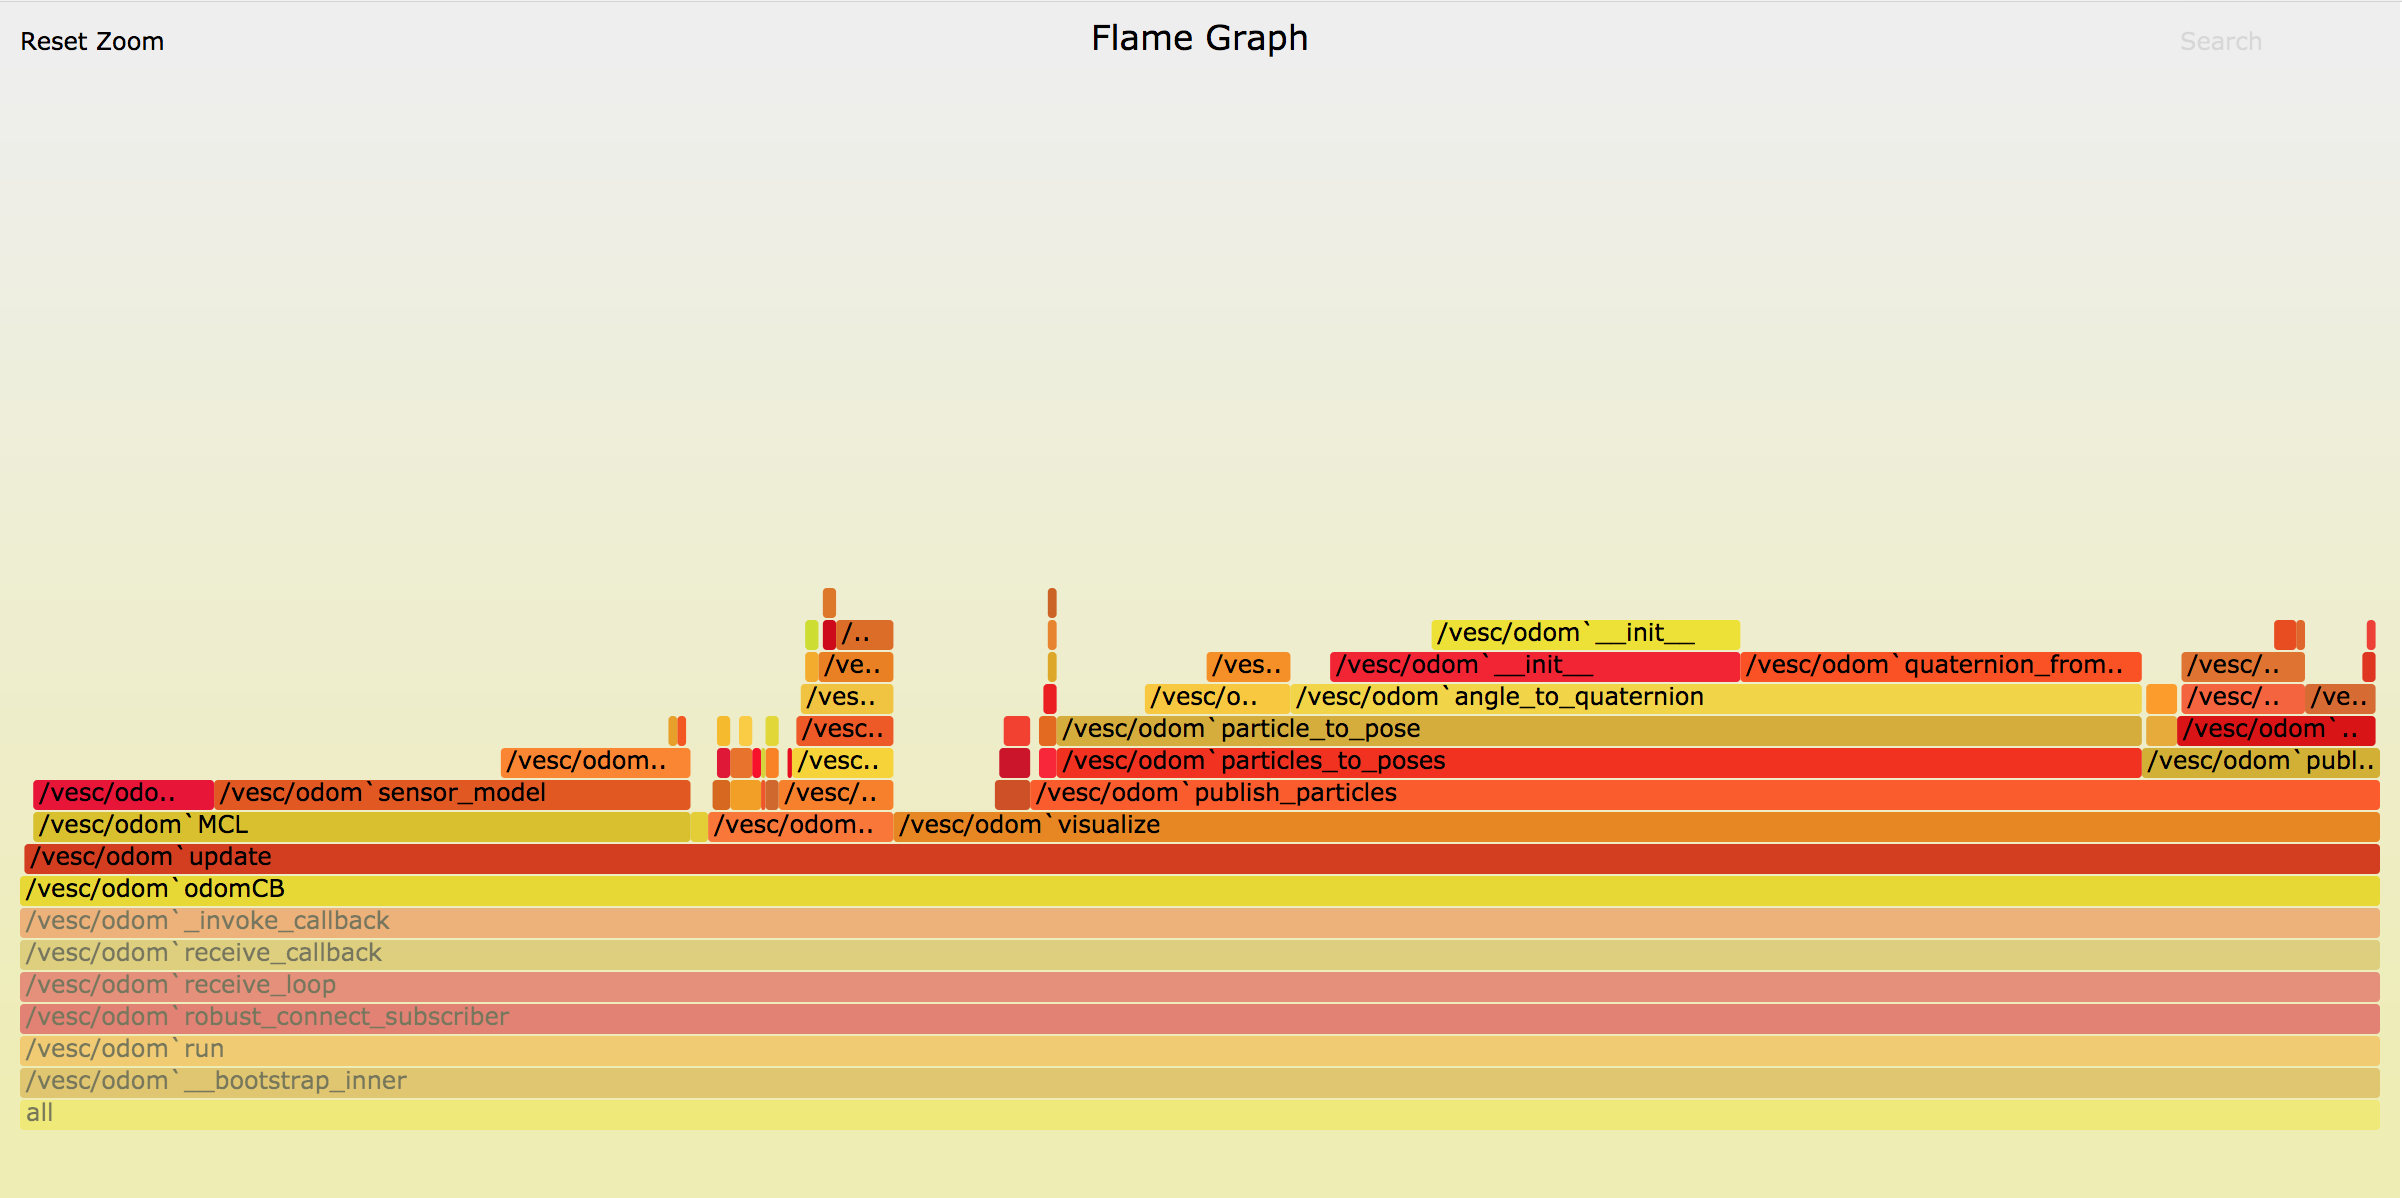 Reset Zoom Flame Graph Search
/vesc/odom`__init__
/..
/ve.. /ves.. /vesc/odom`__init__ /vesc/odom`quaternion_from.. /vesc/..
/ves.. /vesc/o.. /vesc/odom`angle_to_quaternion /vesc/.. /ve..
/vesc.. /vesc/odom`particle_to_pose /vesc/odom`..
/vesc/odom.. /vesc.. /vesc/odom`particles_to_poses /vesc/odom`publ..
/vesc/odo.. /vesc/odom`sensor_model /vesc/.. /vesc/odom`publish_particles
/vesc/odom`MCL /vesc/odom.. /vesc/odom`visualize
/vesc/odom`update
/vesc/odom`odomCB
/vesc/odom`_invoke_callback
/vesc/odom`receive_callback
/vesc/odom`receive_loop
/vesc/odom`robust_connect_subscriber
/vesc/odom`run
/vesc/odom`__bootstrap_inner
all